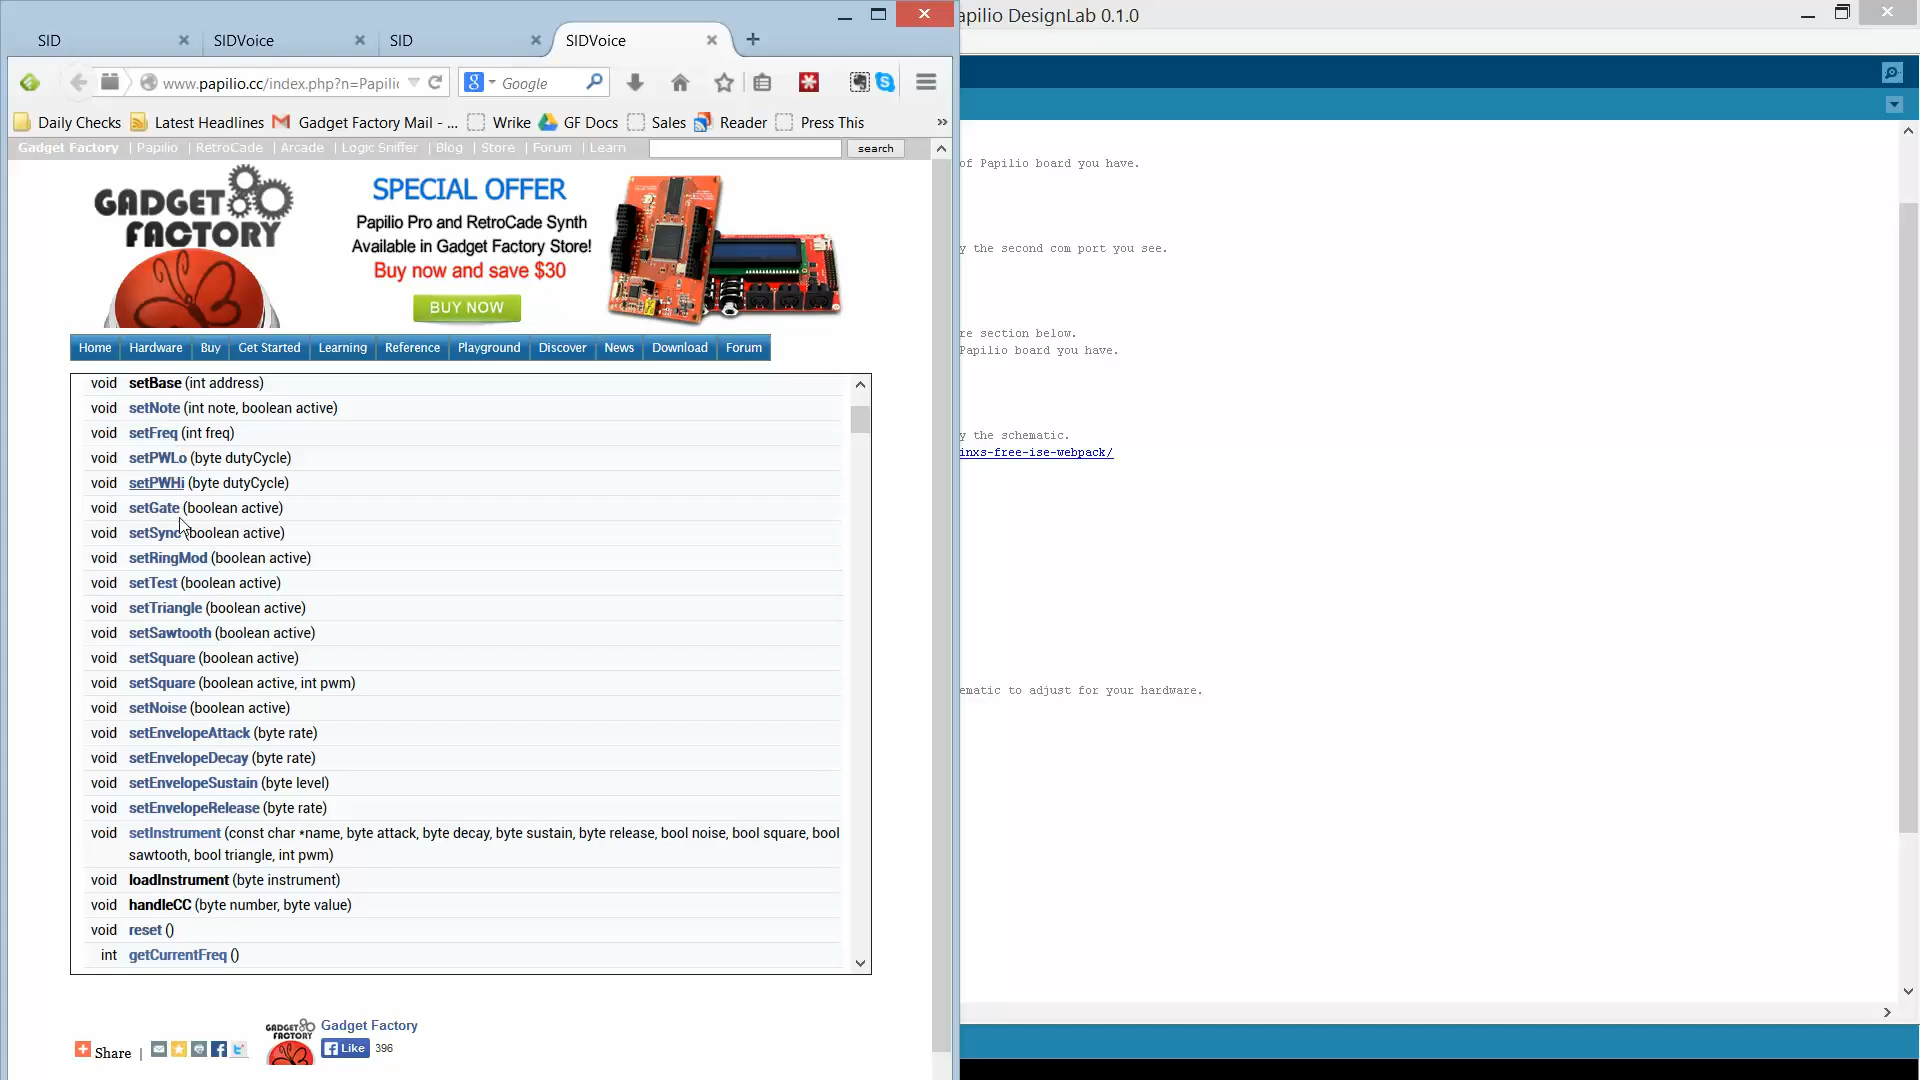 apilio DesignLab 0.1.0
SID
SIDVoice
SID
SIDVoice
www.papilio.cc/index.php?n=Papili
Google
Daily Checks
Latest Headlines
Gadget Factory Mail - ...
Wrike
GF Docs
Sales
Reader
Press This
Gadget Factory | Papilio | RetroCade | Arcade | Logic Sniffer | Blog | Store | Forum | Learn
search
GADGET
FACTORY
SPECIAL OFFER
Papilio Pro and RetroCade Synth
Available in Gadget Factory Store!
Buy now and save $30
BUY NOW
Home
Hardware
Buy
Get Started
Learning
Reference
Playground
Discover
News
Download
Forum
void setBase (int address)
void setNote (int note, boolean active)
void setFreq (int freq)
void setPWLo (byte dutyCycle)
void setPWHi (byte dutyCycle)
void setGate (boolean active)
void setSync (boolean active)
void setRingMod (boolean active)
void setTest (boolean active)
void setTriangle (boolean active)
void setSawtooth (boolean active)
void setSquare (boolean active)
void setSquare (boolean active, int pwm)
void setNoise (boolean active)
void setEnvelopeAttack (byte rate)
void setEnvelopeDecay (byte rate)
void setEnvelopeSustain (byte level)
void setEnvelopeRelease (byte rate)
void setInstrument (const char *name, byte attack, byte decay, byte sustain, byte release, bool noise, bool square, bool
sawtooth, bool triangle, int pwm)
void loadInstrument (byte instrument)
void handleCC (byte number, byte value)
void reset ()
int getCurrentFreq ()
Share |
GADGET
FACTORY
Gadget Factory
Like 396
of Papilio board you have.
y the second com port you see.
re section below.
Papilio board you have.
y the schematic.
inxs-free-ise-webpack/
ematic to adjust for your hardware.